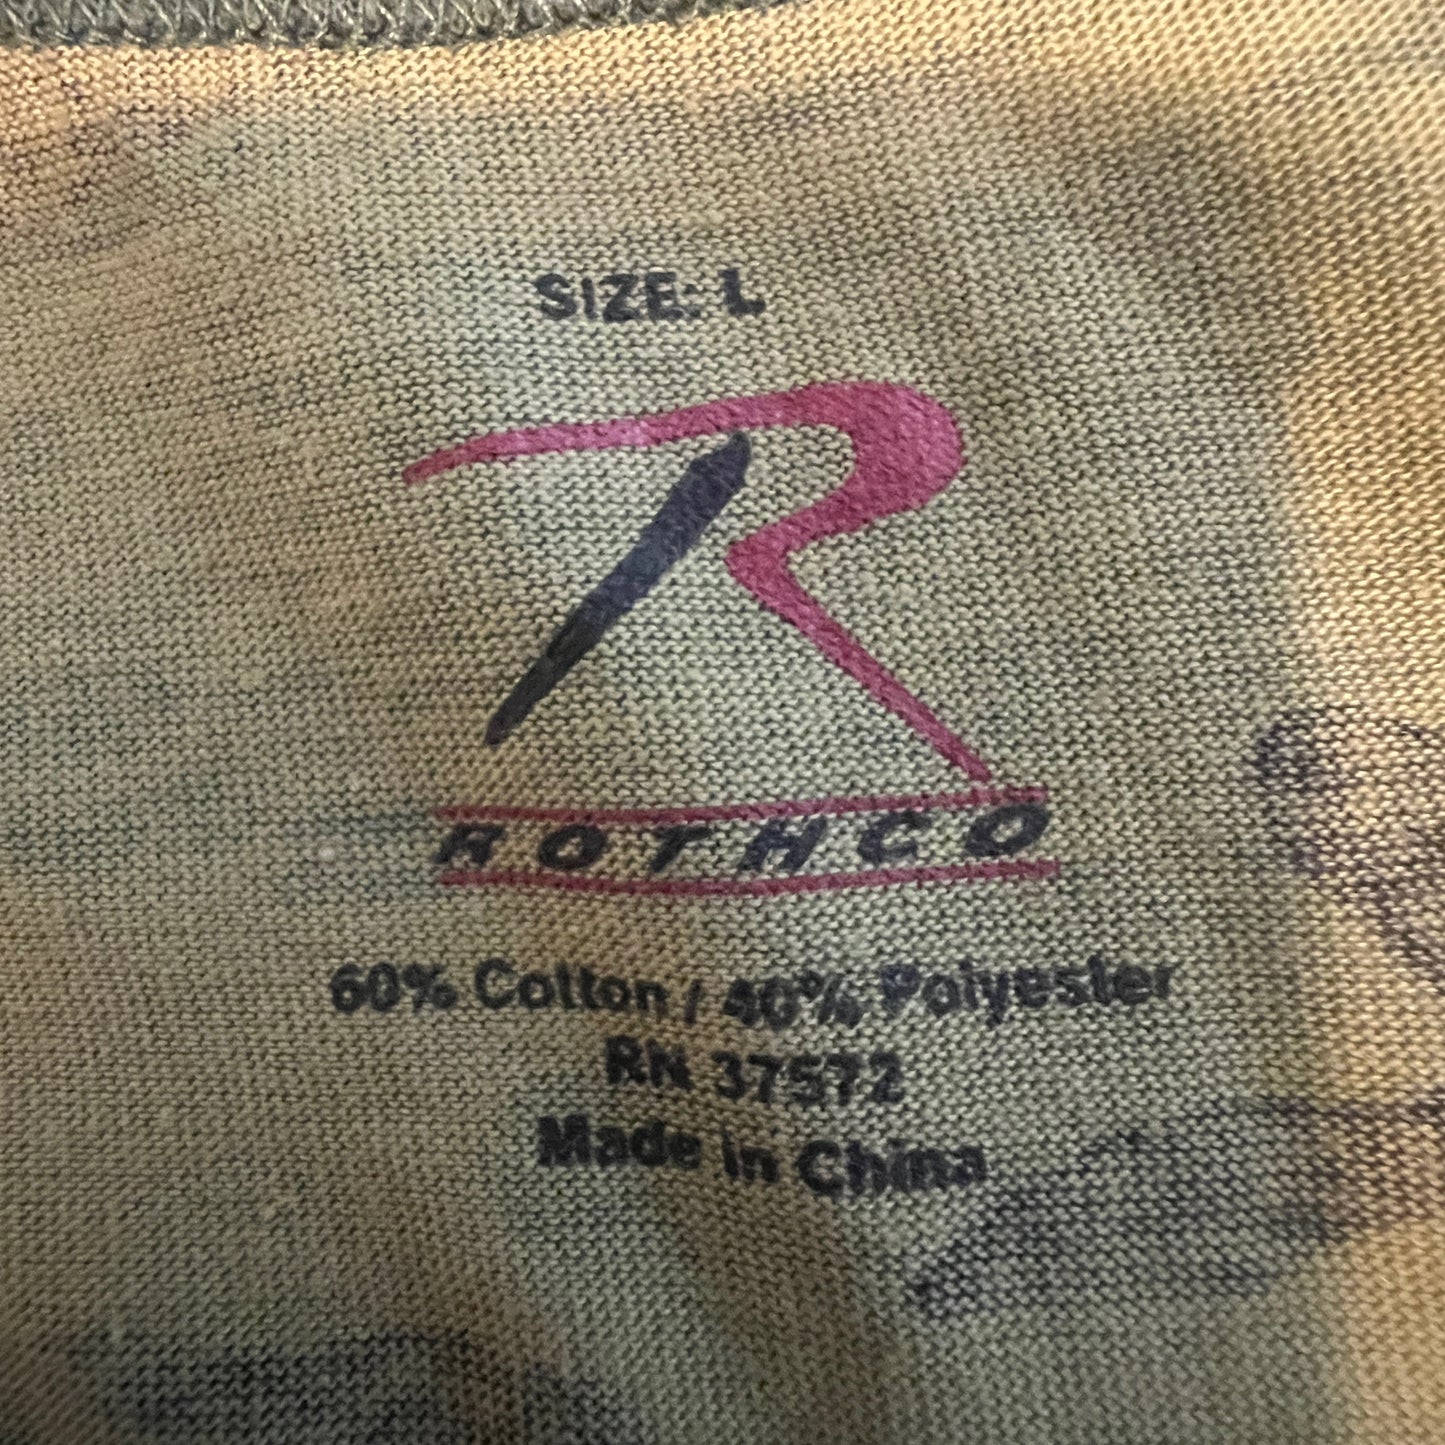 SIZE: L
ROTHCO
60% Cotton / 40% Polyester
RN 37572
Made in China